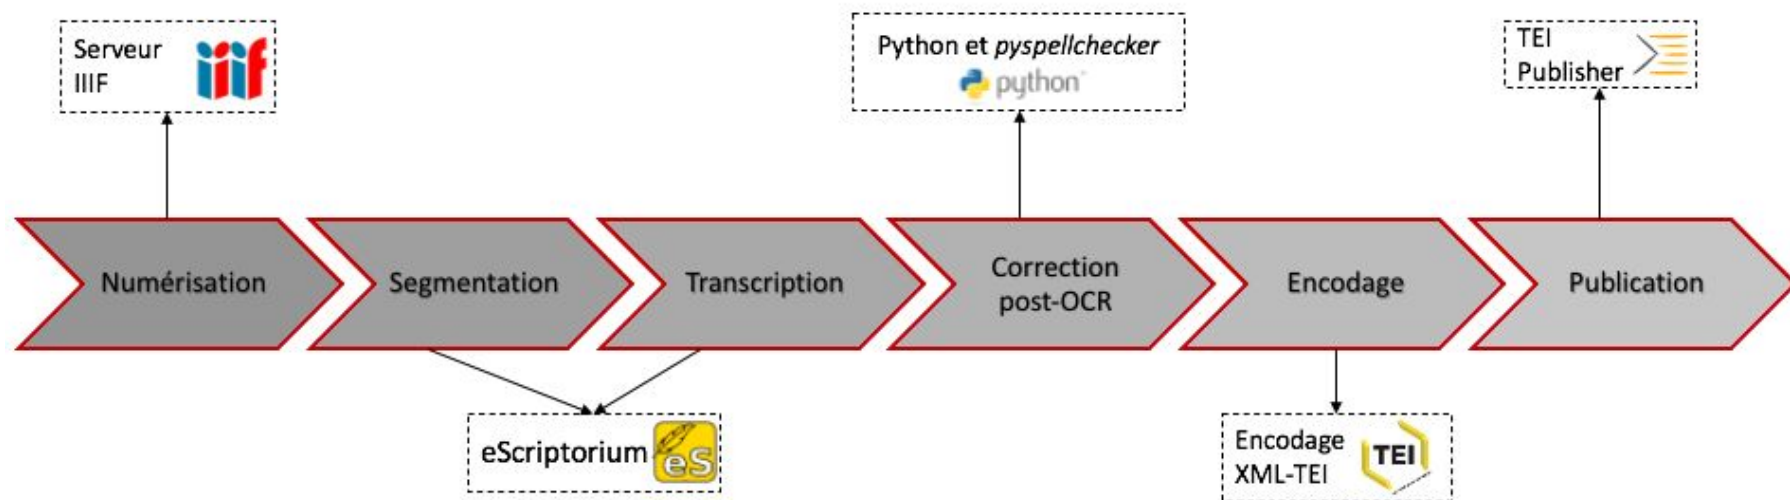 Serveur
IIIF
iiif
Python et pyspellchecker
python
TEI
Publisher
Numérisation
Segmentation
Transcription
Correction
post-OCR
Encodage
Publication
eScriptorium
eS
Encodage
XML-TEI
TEI